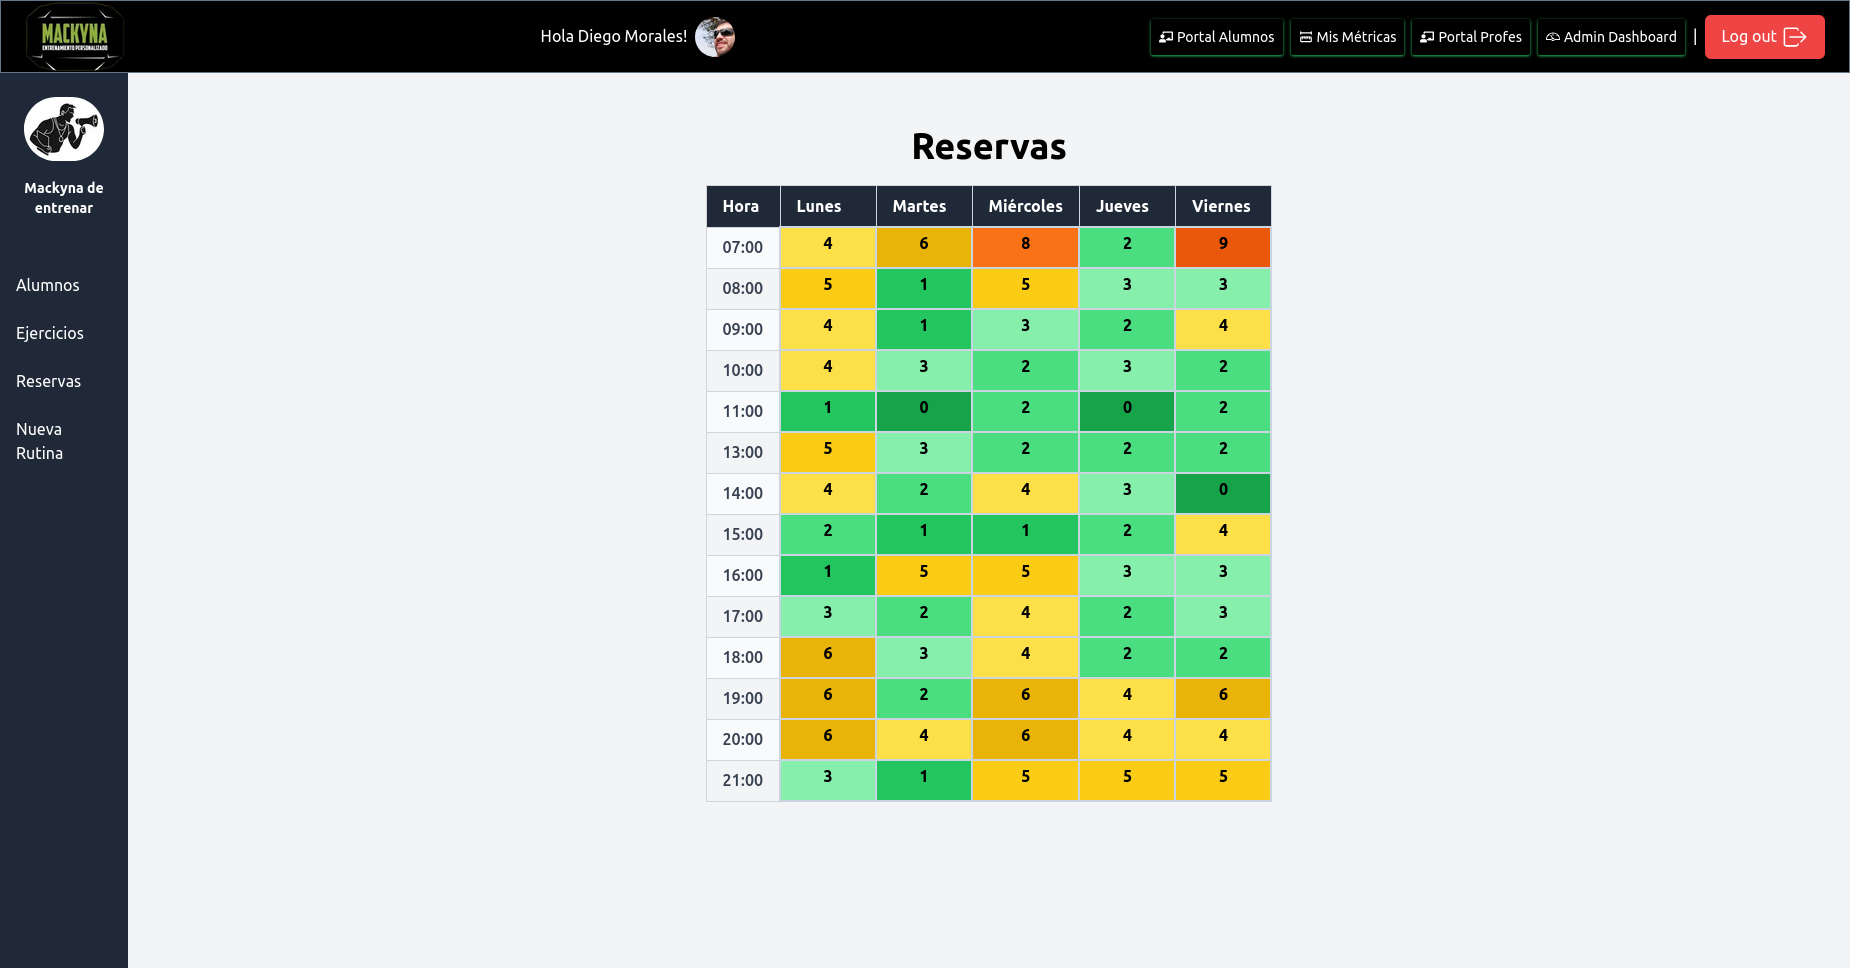 MACKYNA
ENTRENAMIENTO PERSONALIZADO
Hola Diego Morales!
Portal Alumnos
Mis Métricas
Portal Profes
Admin Dashboard
|
Log out
Mackyna de
entrenar
Alumnos
Ejercicios
Reservas
Nueva
Rutina
Reservas
Hora Lunes Martes Miércoles Jueves Viernes
07:00 4 6 8 2 9
08:00 5 1 5 3 3
09:00 4 1 3 2 4
10:00 4 3 2 3 2
11:00 1 0 2 0 2
13:00 5 3 2 2 2
14:00 4 2 4 3 0
15:00 2 1 1 2 4
16:00 1 5 5 3 3
17:00 3 2 4 2 3
18:00 6 3 4 2 2
19:00 6 2 6 4 6
20:00 6 4 6 4 4
21:00 3 1 5 5 5